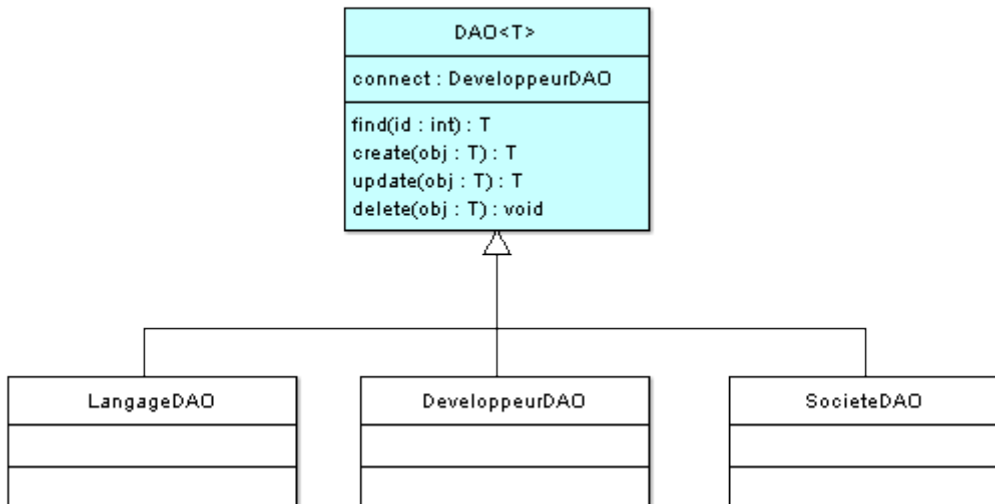 DAO<T>
connect : DeveloppeurDAO
find(id : int) : T
create(obj : T) : T
update(obj : T) : T
delete(obj : T) : void
LangageDAO
DeveloppeurDAO
SocieteDAO